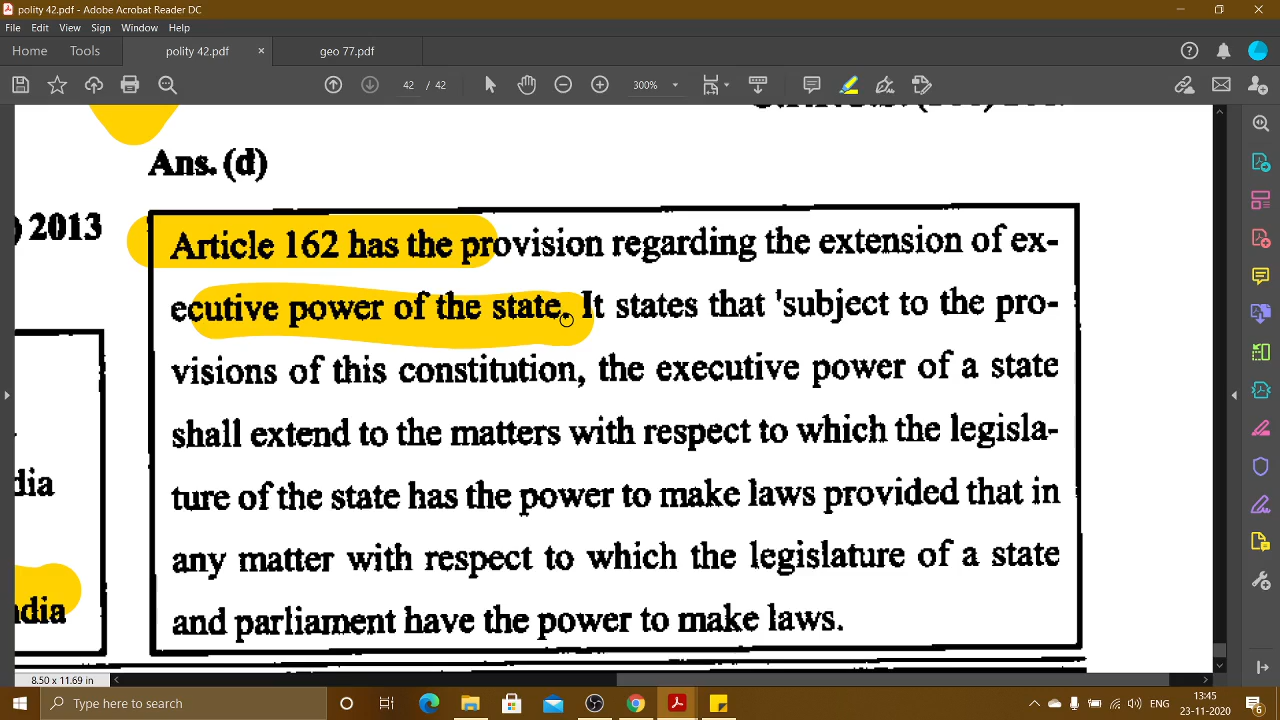 polity 42.pdf - Adobe Acrobat Reader DC
File Edit View Sign Window Help
Home Tools polity 42.pdf × geo 77.pdf
42 / 42 300%
Ans. (d)
2013
Article 162 has the provision regarding the extension of ex-
ecutive power of the state. It states that 'subject to the pro-
visions of this constitution, the executive power of a state
shall extend to the matters with respect to which the legisla-
ture of the state has the power to make laws provided that in
any matter with respect to which the legislature of a state
and parliament have the power to make laws.
dia
ndia
8.50 x 11.69 in
Type here to search
ENG
13:45
23-11-2020
6